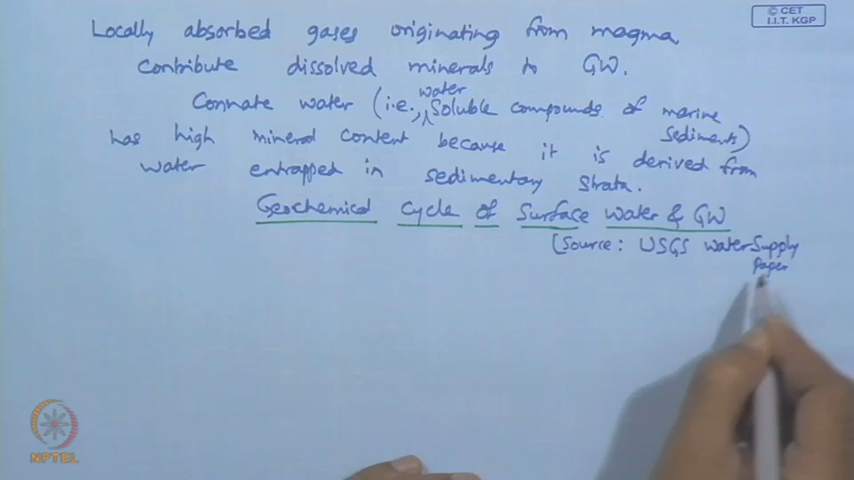 © CET
I.I.T. KGP
Locally absorbed gases originating from magma,
contribute dissolved minerals to GW.
Connate water (i.e., water soluble compounds of marine sediments)
has high mineral content because it is derived from
water entrapped in sedimentary strata.
Geochemical cycle of Surface Water & GW
[Source: USGS Water Supply
Paper
NPTEL